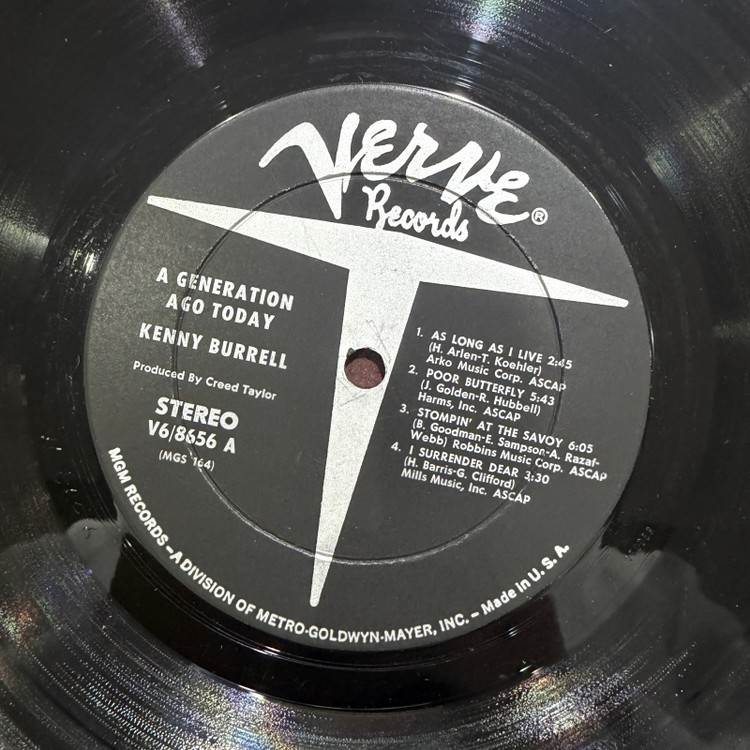 Verve
Records®
A GENERATION
AGO TODAY
KENNY BURRELL
Produced By Creed Taylor
STEREO
V6/8656 A
(MGS 164)
1. AS LONG AS I LIVE 2:45
(H. Arlen-T. Koehler)
Arko Music Corp. ASCAP
2. POOR BUTTERFLY 5:43
(J. Golden-R. Hubbell)
Harms, Inc. ASCAP
3. STOMPIN' AT THE SAVOY 6:05
(B. Goodman-E. Sampson-A. Razaf-
Webb) Robbins Music Corp. ASCAP
4. I SURRENDER DEAR 3:30
(H. Barris-G. Clifford)
Mills Music, Inc. ASCAP
MGM RECORDS – A DIVISION OF METRO-GOLDWYN-MAYER, INC. – Made in U. S. A.